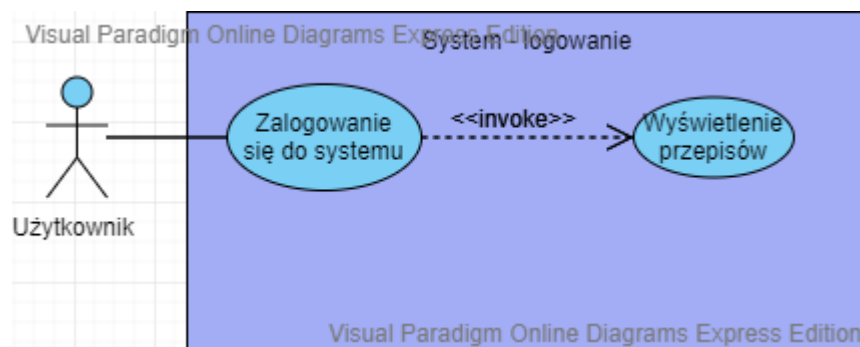 Visual Paradigm Online Diagrams Express Edition
System - logowanie
Zalogowanie
się do systemu
<<invoke>>
Wyświetlenie
przepisów
Użytkownik
Visual Paradigm Online Diagrams Express Edition